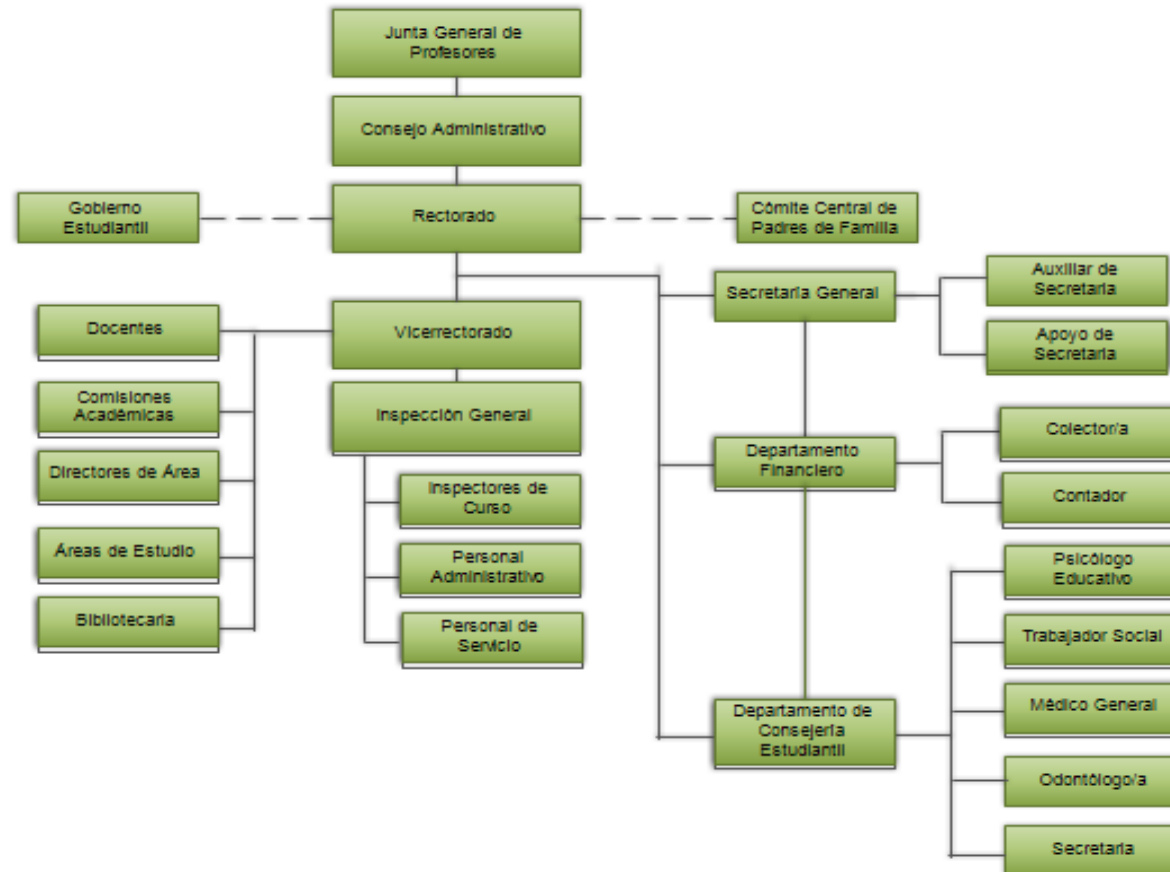 Junta General de
Profesores
Consejo Administrativo
Gobierno
Estudiantil
Rectorado
Cómite Central de
Padres de Familia
Secretaria General
Auxiliar de
Secretaria
Apoyo de
Secretaria
Docentes
Vicerrectorado
Comisiones
Académicas
Inspección General
Directores de Área
Inspectores de
Curso
Departamento
Financiero
Colector/a
Contador
Áreas de Estudio
Personal
Administrativo
Bibliotecaria
Personal de
Servicio
Departamento de
Consejería
Estudiantil
Psicólogo
Educativo
Trabajador Social
Médico General
Odontólogo/a
Secretaria